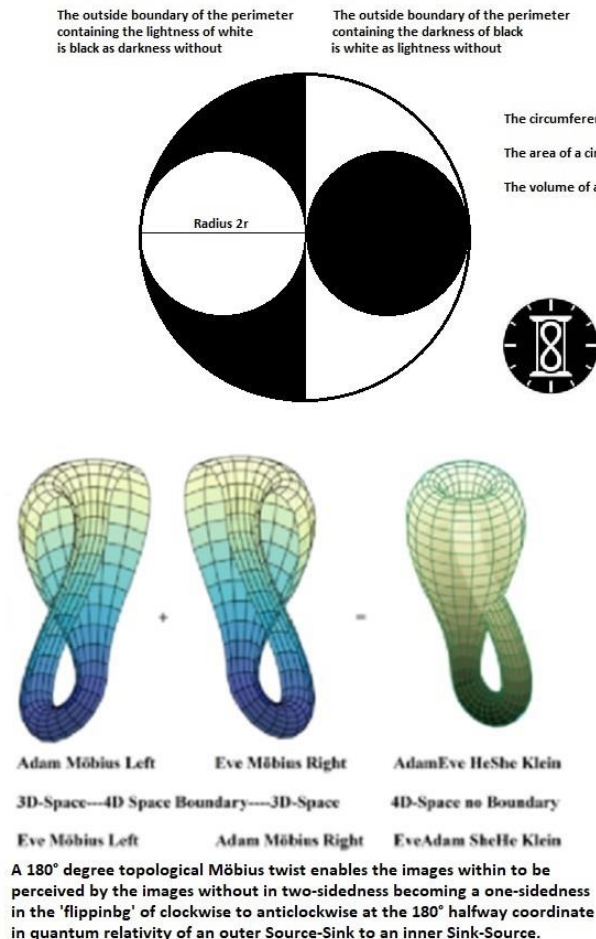 The outside boundary of the perimeter
containing the lightness of white
is black as darkness without
The outside boundary of the perimeter
containing the darkness of black
is white as lightness without
The
The area of a
The volume of
Radius 2r
+
=
Adam Möbius Left
Eve Möbius Right
AdamEve HeShe Klein
3D-Space---4D Space Boundary----3D-Space
4D-Space no Boundary
Eve Möbius Left
Adam Möbius Right
EveAdam SheHe Klein
A 180° degree topological Möbius twist enables the images within to be
perceived by the images without in two-sidedness becoming a one-sidedness
in the 'flippinbg' of clockwise to anticlockwise at the 180° halfway coordinate
in quantum relativity of an outer Source-Sink to an inner Sink-Source.